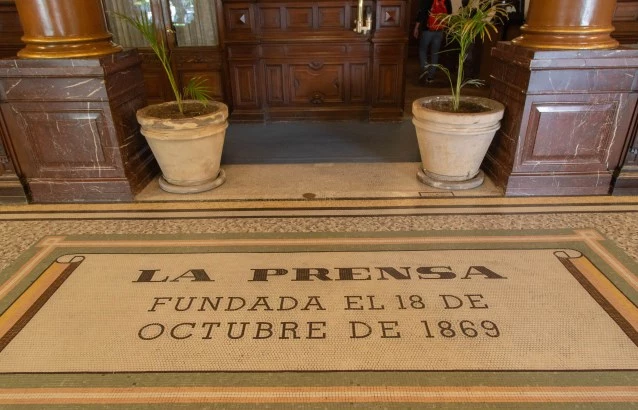 LA PRENSA
FUNDADA EL 18 DE
OCTUBRE DE 1869